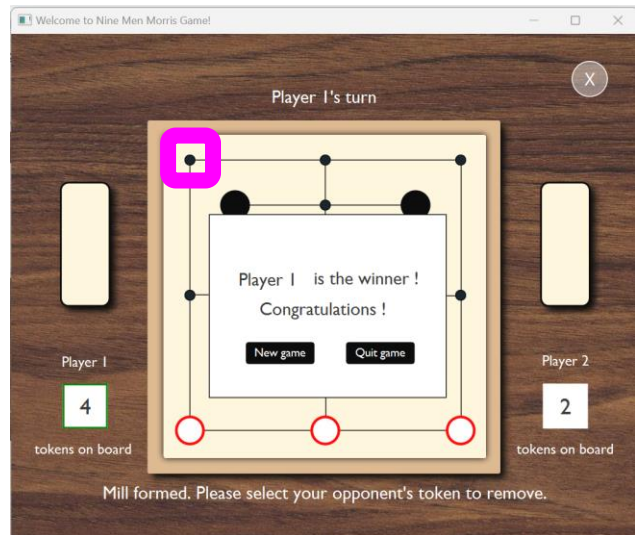 Welcome to Nine Men Morris Game!
X
Player 1's turn
Player 1 is the winner !
Congratulations !
New game Quit game
Player 1 Player 2
4 2
tokens on board tokens on board
Mill formed. Please select your opponent's token to remove.